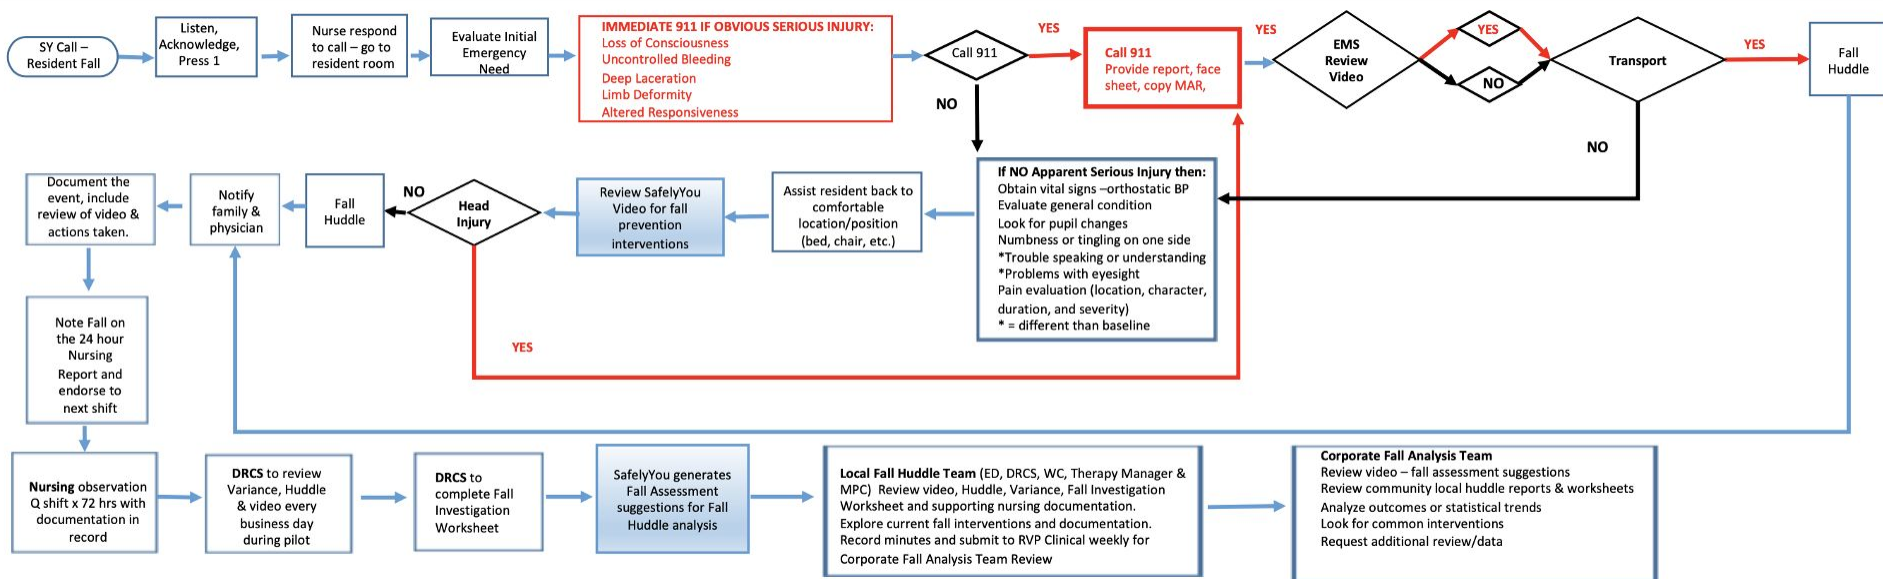 SY Call –
Resident Fall
Listen,
Acknowledge,
Press 1
Nurse respond
to call – go to
resident room
Evaluate Initial
Emergency
Need
IMMEDIATE 911 IF OBVIOUS SERIOUS INJURY:
Loss of Consciousness
Uncontrolled Bleeding
Deep Laceration
Limb Deformity
Altered Responsiveness
Call 911
YES
NO
Call 911
Provide report, face
sheet, copy MAR,
YES
EMS
Review
Video
YES
NO
Transport
YES
NO
Fall
Huddle
If NO Apparent Serious Injury then:
Obtain vital signs –orthostatic BP
Evaluate general condition
Look for pupil changes
Numbness or tingling on one side
*Trouble speaking or understanding
*Problems with eyesight
Pain evaluation (location, character,
duration, and severity)
* = different than baseline
Assist resident back to
comfortable
location/position
(bed, chair, etc.)
Review SafelyYou
Video for fall
prevention
interventions
Head
Injury
NO
YES
Fall
Huddle
Notify
family &
physician
Document the
event, include
review of video &
actions taken.
Note Fall on
the 24 hour
Nursing
Report and
endorse to
next shift
Nursing observation
Q shift x 72 hrs with
documentation in
record
DRCS to review
Variance, Huddle
& video every
business day
during pilot
DRCS to
complete Fall
Investigation
Worksheet
SafelyYou generates
Fall Assessment
suggestions for Fall
Huddle analysis
Local Fall Huddle Team (ED, DRCS, WC, Therapy Manager &
MPC) Review video, Huddle, Variance, Fall Investigation
Worksheet and supporting nursing documentation.
Explore current fall interventions and documentation.
Record minutes and submit to RVP Clinical weekly for
Corporate Fall Analysis Team Review
Corporate Fall Analysis Team
Review video – fall assessment suggestions
Review community local huddle reports & worksheets
Analyze outcomes or statistical trends
Look for common interventions
Request additional review/data